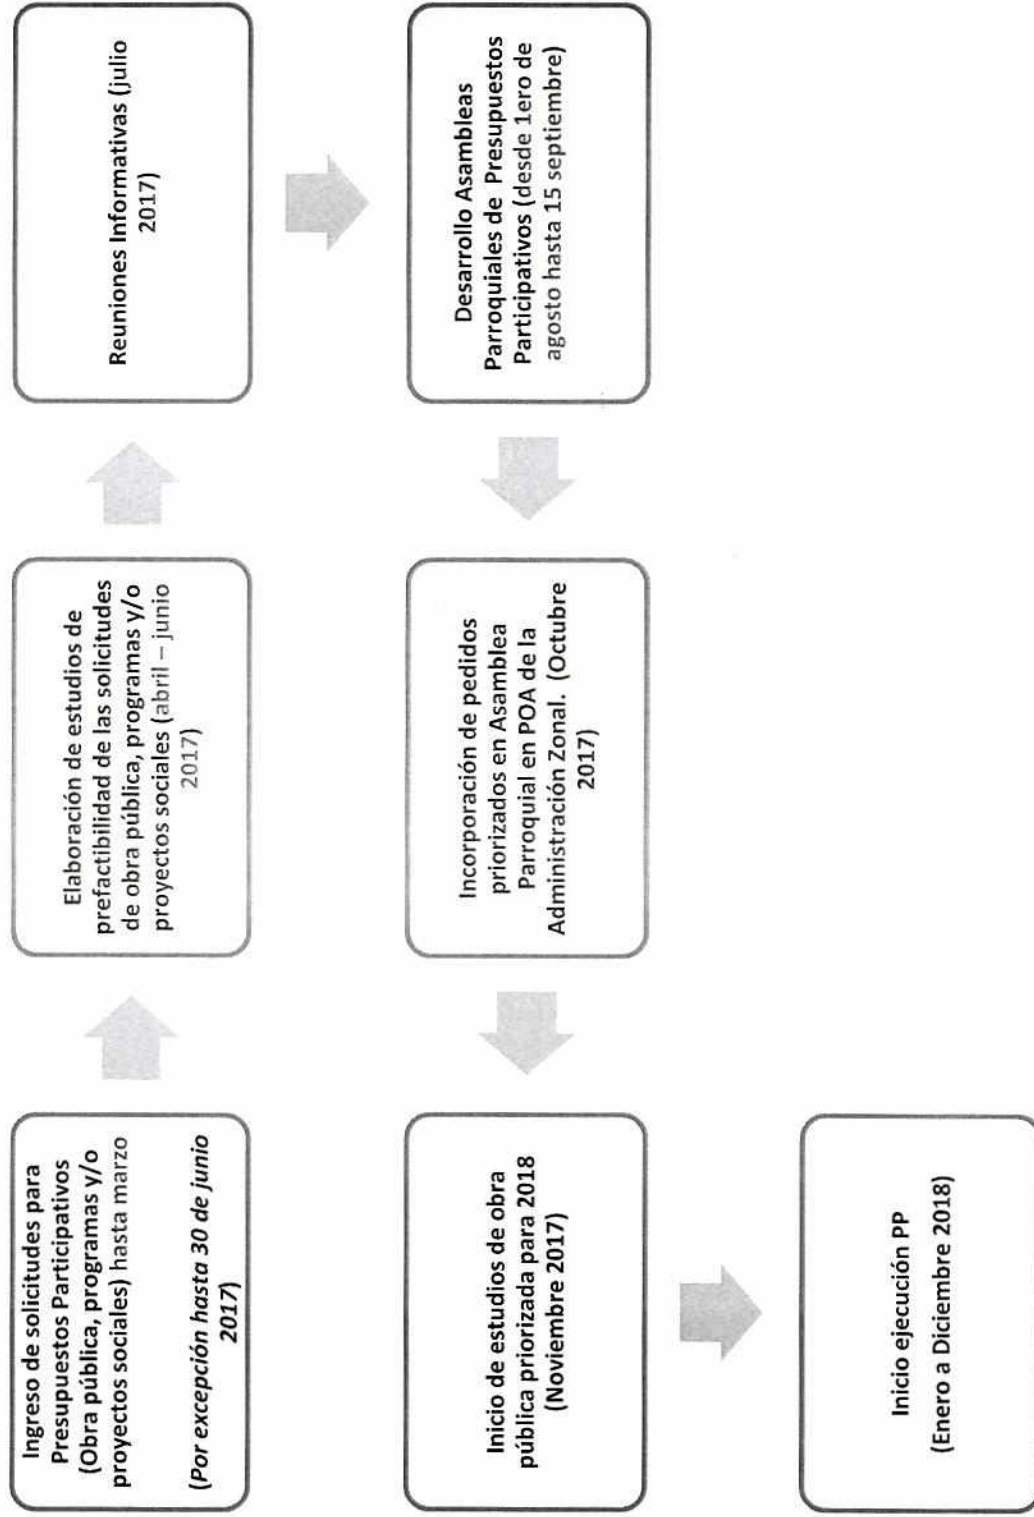 Ingreso de solicitudes para
Presupuestos Participativos
(Obra pública, programas y/o
proyectos sociales) hasta marzo
(Por excepción hasta 30 de junio
2017)
Elaboración de estudios de
prefactibilidad de las solicitudes
de obra pública, programas y/o
proyectos sociales (abril – junio
2017)
Reuniones Informativas (julio
2017)
Desarrollo Asambleas
Parroquiales de Presupuestos
Participativos (desde 1ero de
agosto hasta 15 septiembre)
Incorporación de pedidos
priorizados en Asamblea
Parroquial en POA de la
Administración Zonal. (Octubre
2017)
Inicio de estudios de obra
pública priorizada para 2018
(Noviembre 2017)
Inicio ejecución PP
(Enero a Diciembre 2018)